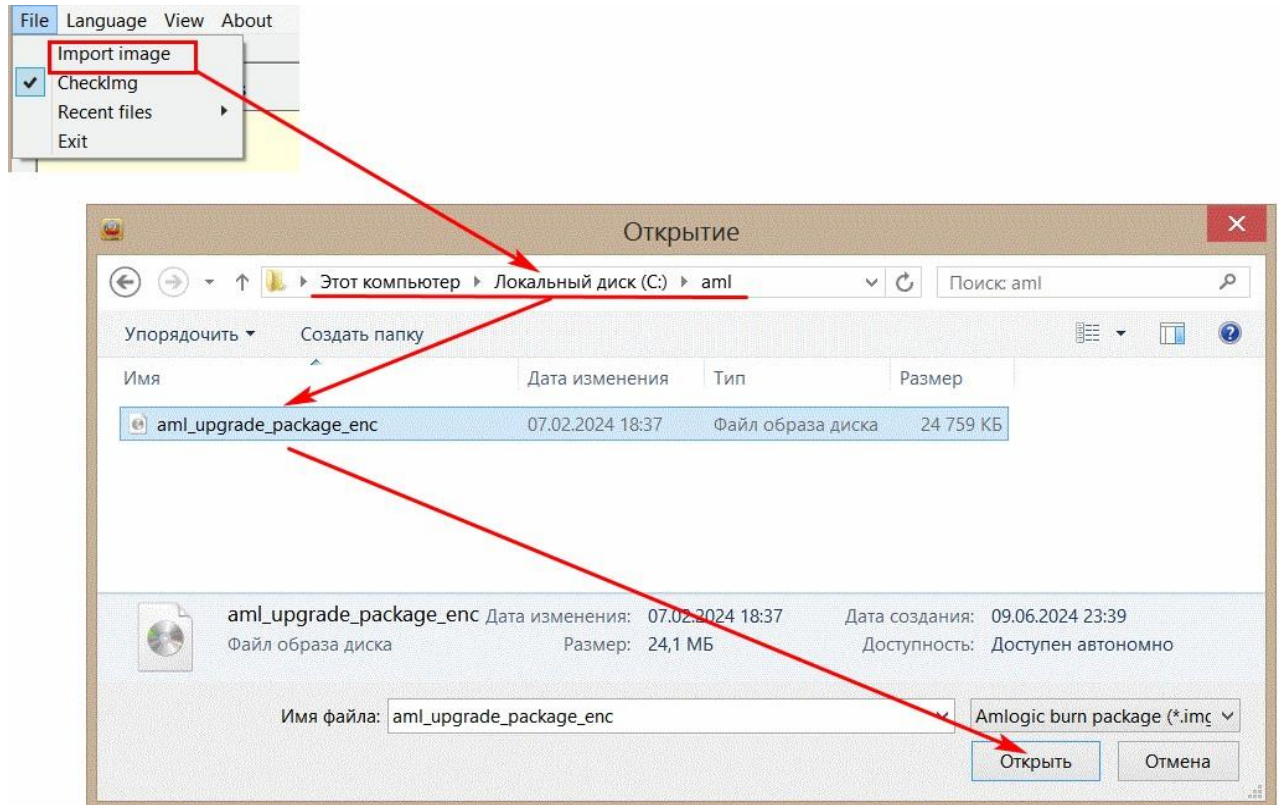 File Language View About
Import image
CheckImg
Recent files
Exit
Открытие
Этот компьютер Локальный диск (C:) aml
Поиск: aml
Упорядочить Создать папку
Имя Дата изменения Тип Размер
aml_upgrade_package_enc 07.02.2024 18:37 Файл образа диска 24 759 КБ
aml_upgrade_package_enc Дата изменения: 07.02.2024 18:37 Дата создания: 09.06.2024 23:39
Файл образа диска Размер: 24,1 МБ Доступность: Доступен автономно
Имя файла: aml_upgrade_package_enc Amlogic burn package (*.img
Открыть Отмена